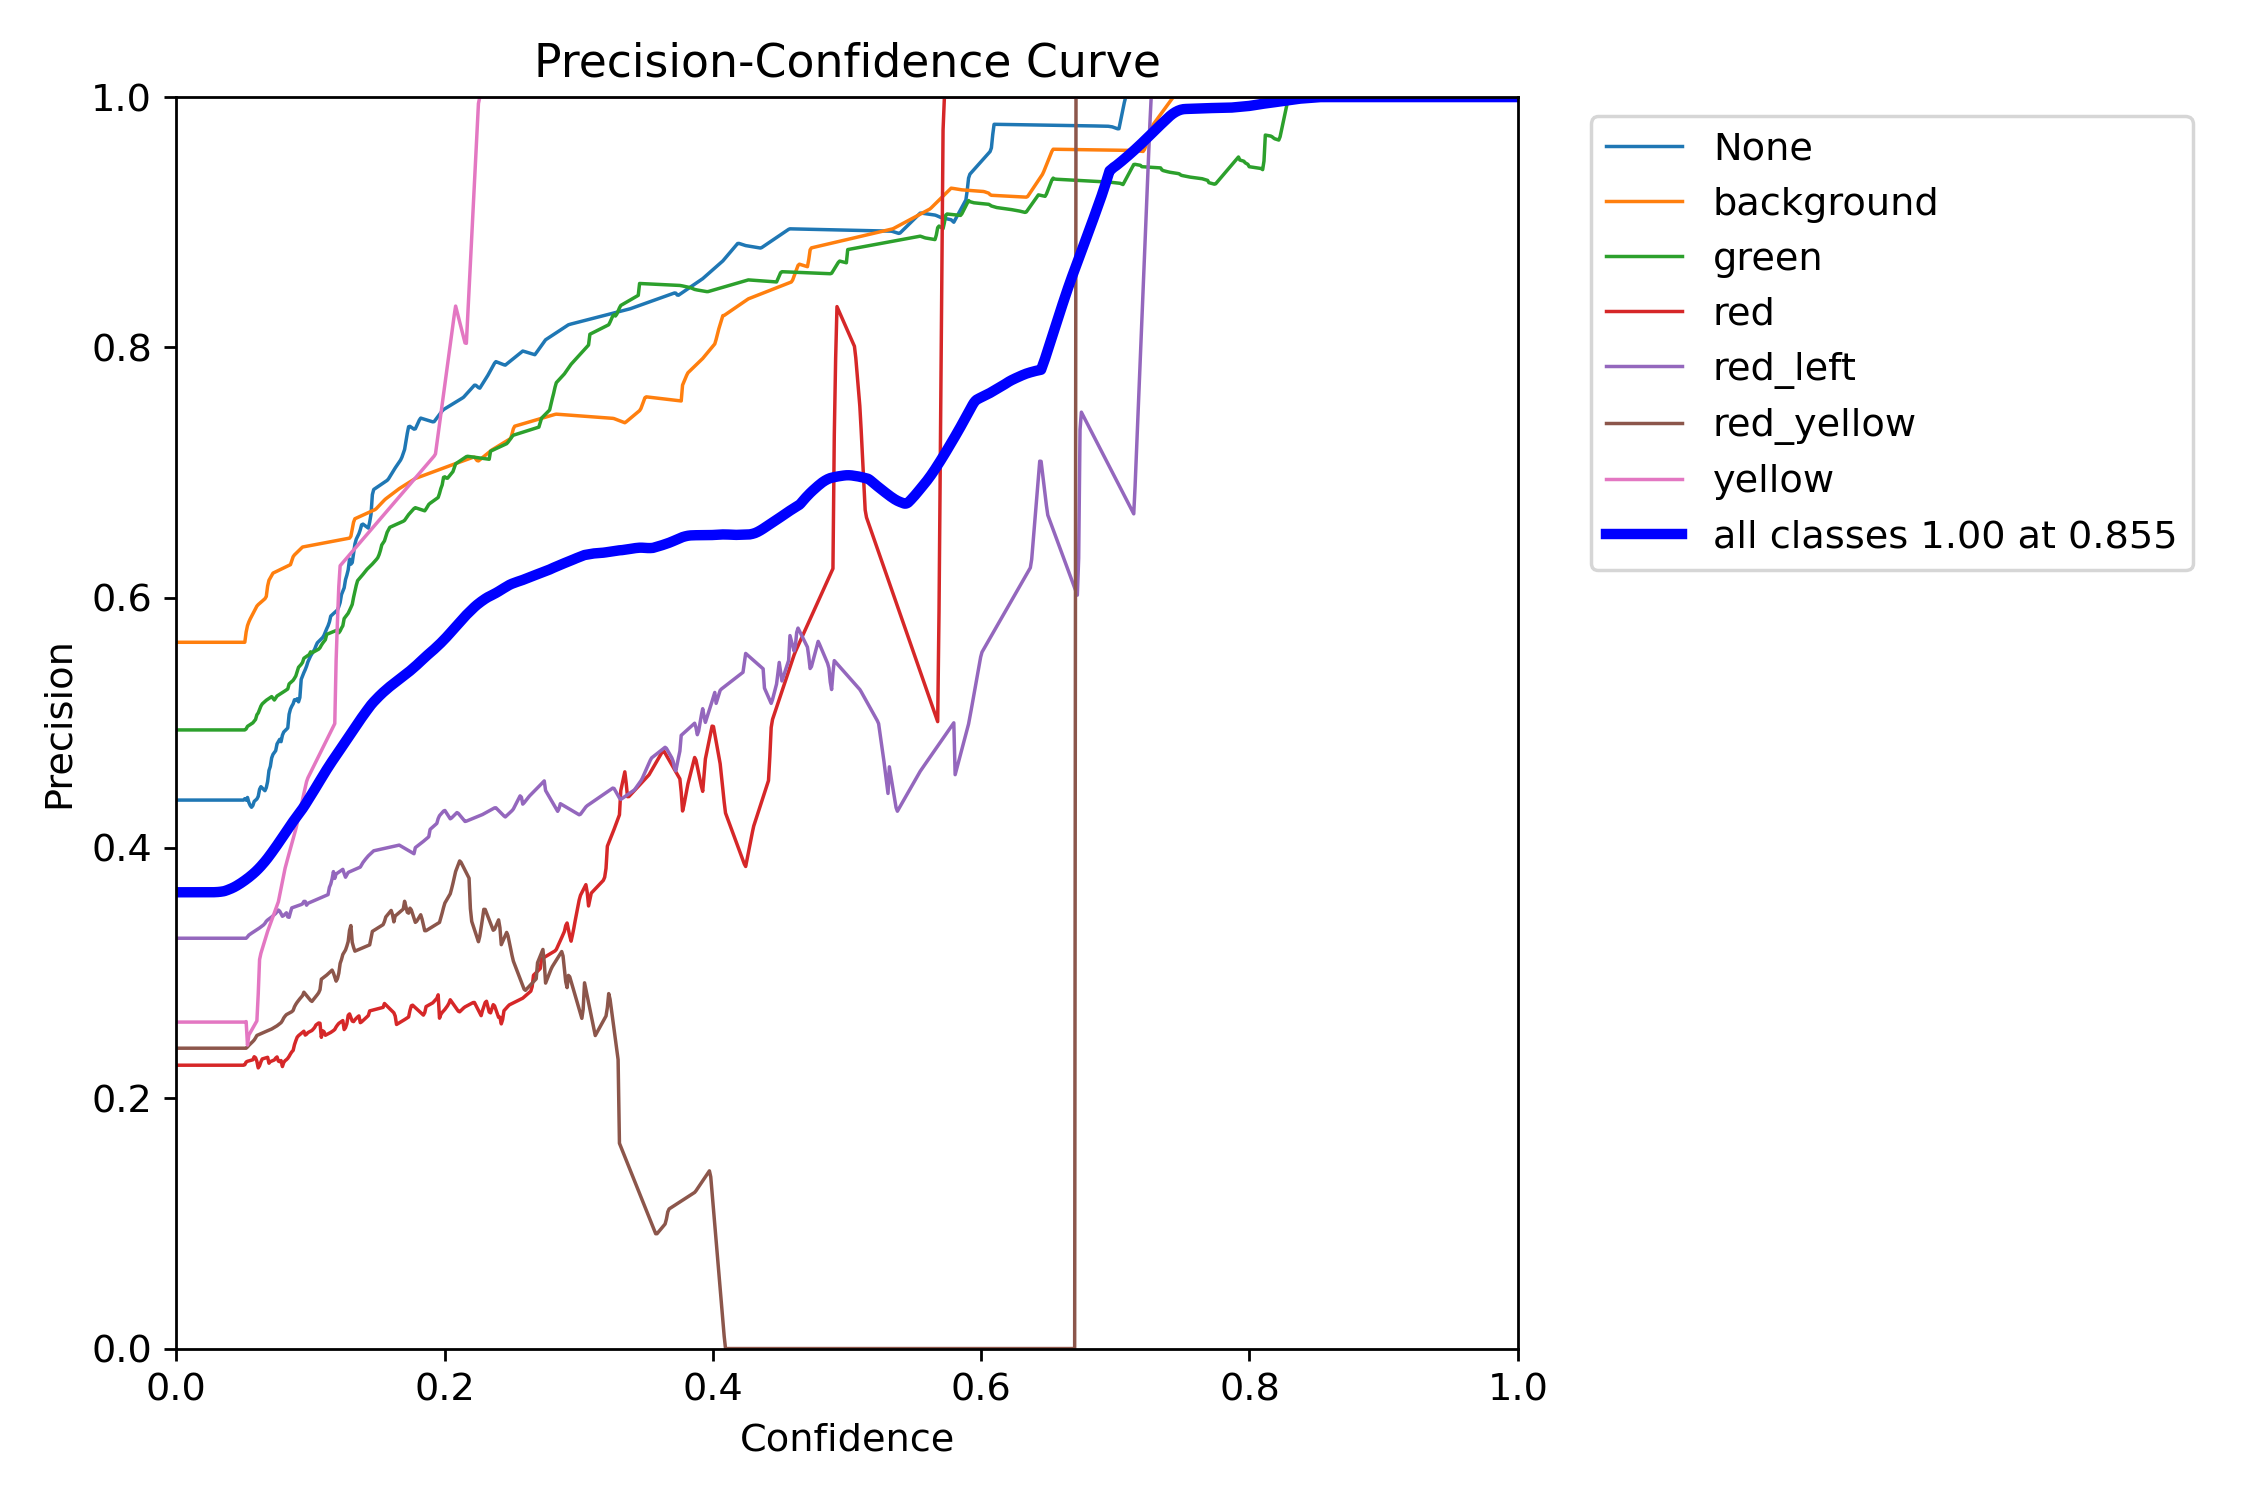 Precision-Confidence Curve
1.0
0.8
0.6
0.4
0.2
0.0
Precision
0.0 0.2 0.4 0.6 0.8 1.0
Confidence
None
background
green
red
red_left
red_yellow
yellow
all classes 1.00 at 0.855